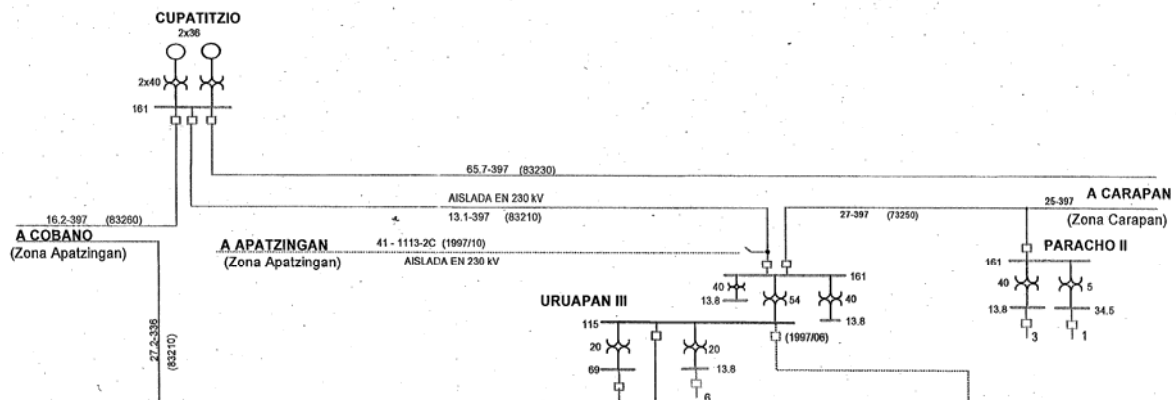 CUPATITZIO
2x36
2x40
161
65.7-397 (83230)
AISLADA EN 230 kV
A CARAPAN
25-397
16.2-397 (83260)
13.1-397 (83210)
27-397 (73250)
(Zona Carapan)
A COBANO
(Zona Apatzingan)
A APATZINGAN
41 - 1113-2C (1997/10)
(Zona Apatzingan)
AISLADA EN 230 kV
PARACHO II
161
161
40
13.8
54
40
13.8
40
5
13.8
34.5
3
1
URUAPAN III
115
(1997/06)
20
20
69
13.8
6
27.2-336
(83210)